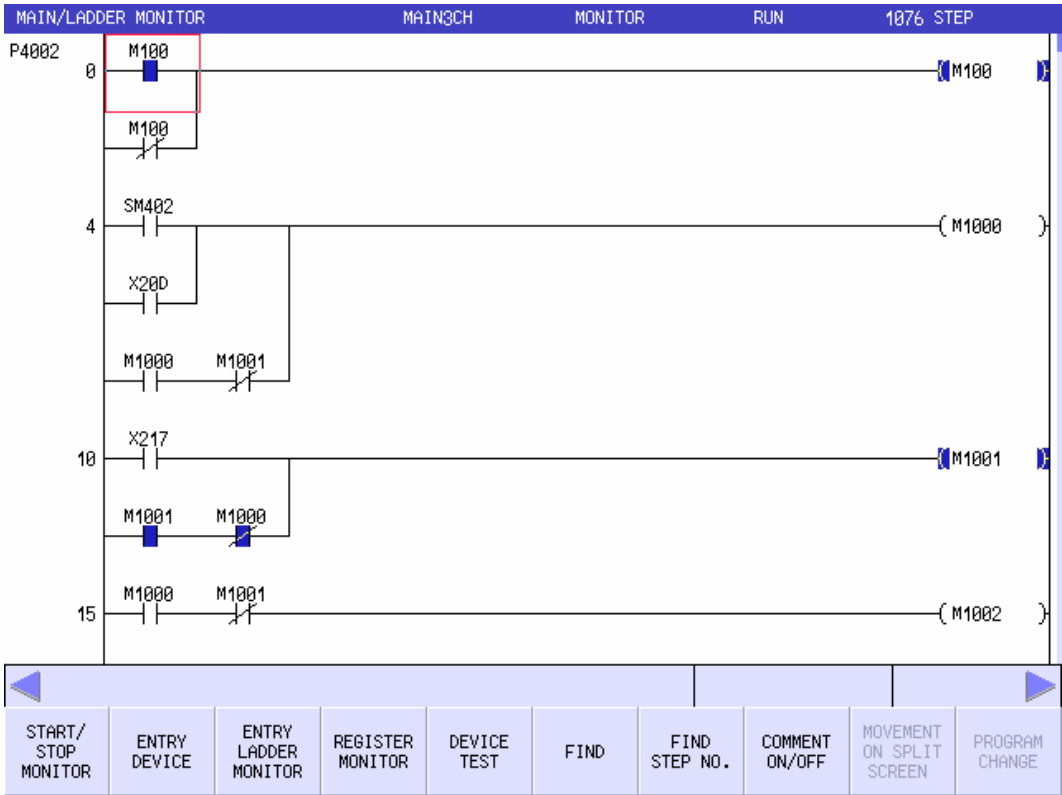 MAIN/LADDER MONITOR MAIN3CH MONITOR RUN 1076 STEP
P4002 M100
0 M100
M100
SM402
4 M1000
X20D
M1000 M1001
X217
10 M1001
M1001 M1000
M1000 M1001
15 M1002
START/ STOP MONITOR
ENTRY DEVICE
ENTRY LADDER MONITOR
REGISTER MONITOR
DEVICE TEST
FIND
FIND STEP NO.
COMMENT ON/OFF
MOVEMENT ON SPLIT SCREEN
PROGRAM CHANGE